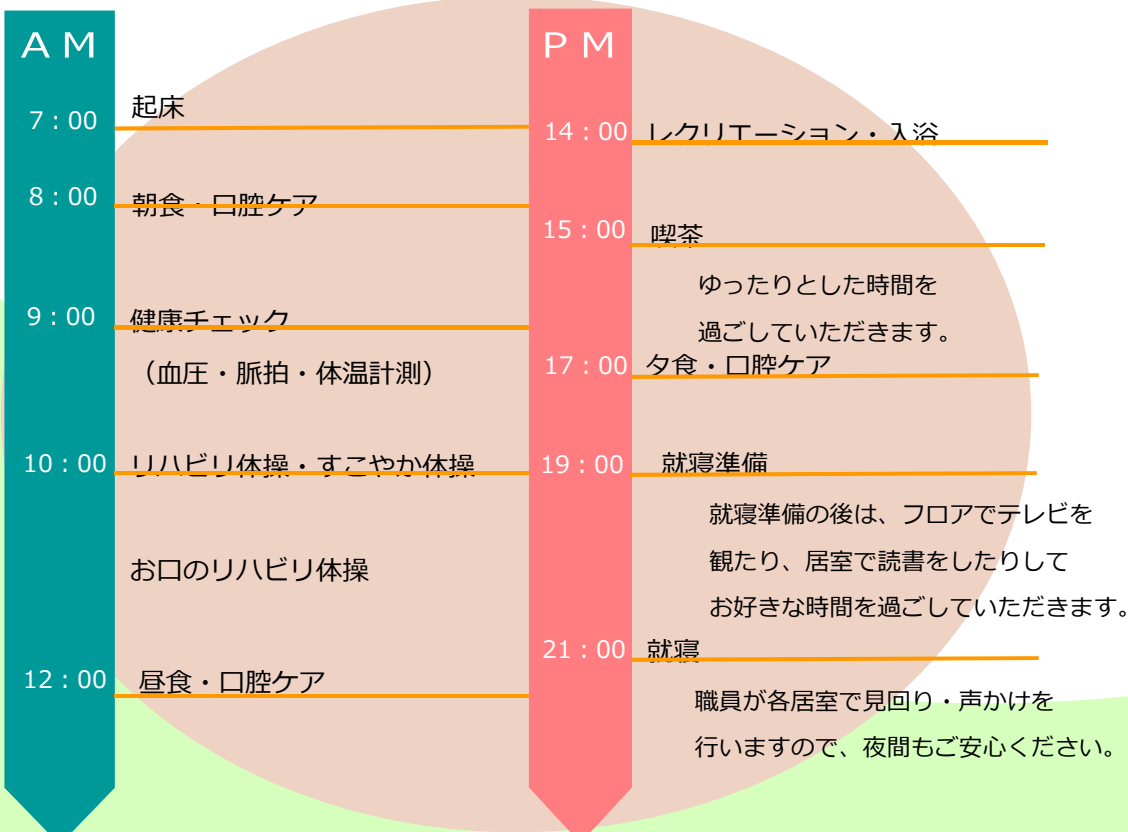 AM
7：00 起床
8：00 朝食・口腔ケア
9：00 健康チェック
（血圧・脈拍・体温計測）
10：00 リハビリ体操・すこやか体操
お口のリハビリ体操
12：00 昼食・口腔ケア
PM
14：00 レクリエーション・入浴
15：00 喫茶
ゆったりとした時間を
過ごしていただきます。
17：00 夕食・口腔ケア
19：00 就寝準備
就寝準備の後は、フロアでテレビを
観たり、居室で読書をしたりして
お好きな時間を過ごしていただきます。
21：00 就寝
職員が各居室で見回り・声かけを
行いますので、夜間もご安心ください。